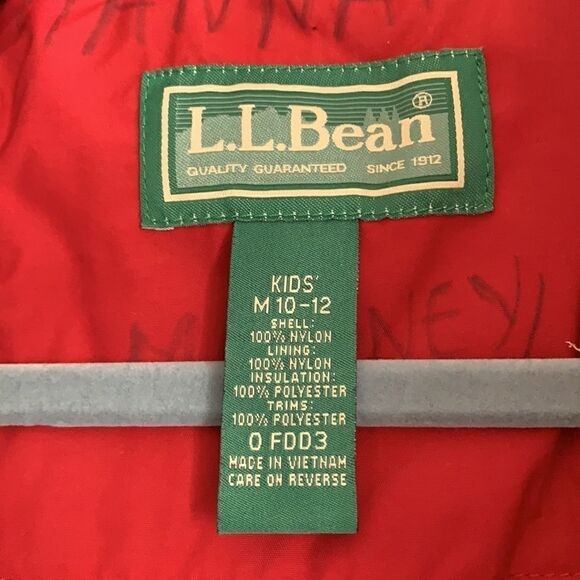 L.L.Bean®
QUALITY GUARANTEED SINCE 1912
KIDS'
M 10-12
SHELL:
100% NYLON
LINING:
100% NYLON
INSULATION:
100% POLYESTER
TRIMS:
100% POLYESTER
0 FDD3
MADE IN VIETNAM
CARE ON REVERSE